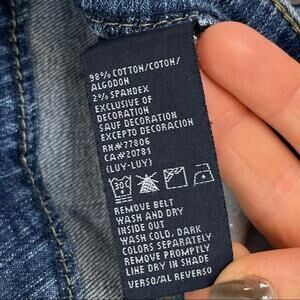 98% COTTON/COTON/
ALGODON
2% SPANDEX
EXCLUSIVE OF
DECORATION
SAUF DECORATION
EXCEPTO DECORACION
RN#77806
CA#20781
(LUY-LUY)
30
REMOVE BELT
WASH AND DRY
INSIDE OUT
WASH COLD, DARK
COLORS SEPARATELY
REMOVE PROMPTLY
LINE DRY IN SHADE
VERSO/AL REVERSO